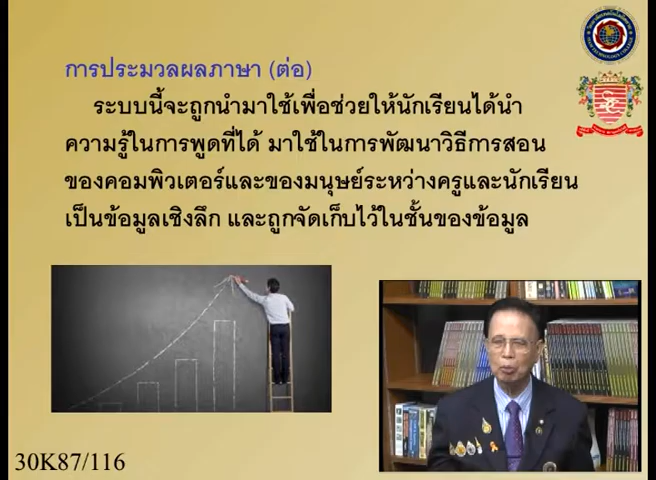 การประมวลผลภาษา (ต่อ)
ระบบนี้จะถูกนำมาใช้เพื่อช่วยให้นักเรียนได้นำ
ความรู้ในการพูดที่ได้ มาใช้ในการพัฒนาวิธีการสอน
ของคอมพิวเตอร์และของมนุษย์ระหว่างครูและนักเรียน
เป็นข้อมูลเชิงลึก และถูกจัดเก็บไว้ในชั้นของข้อมูล
30K87/116